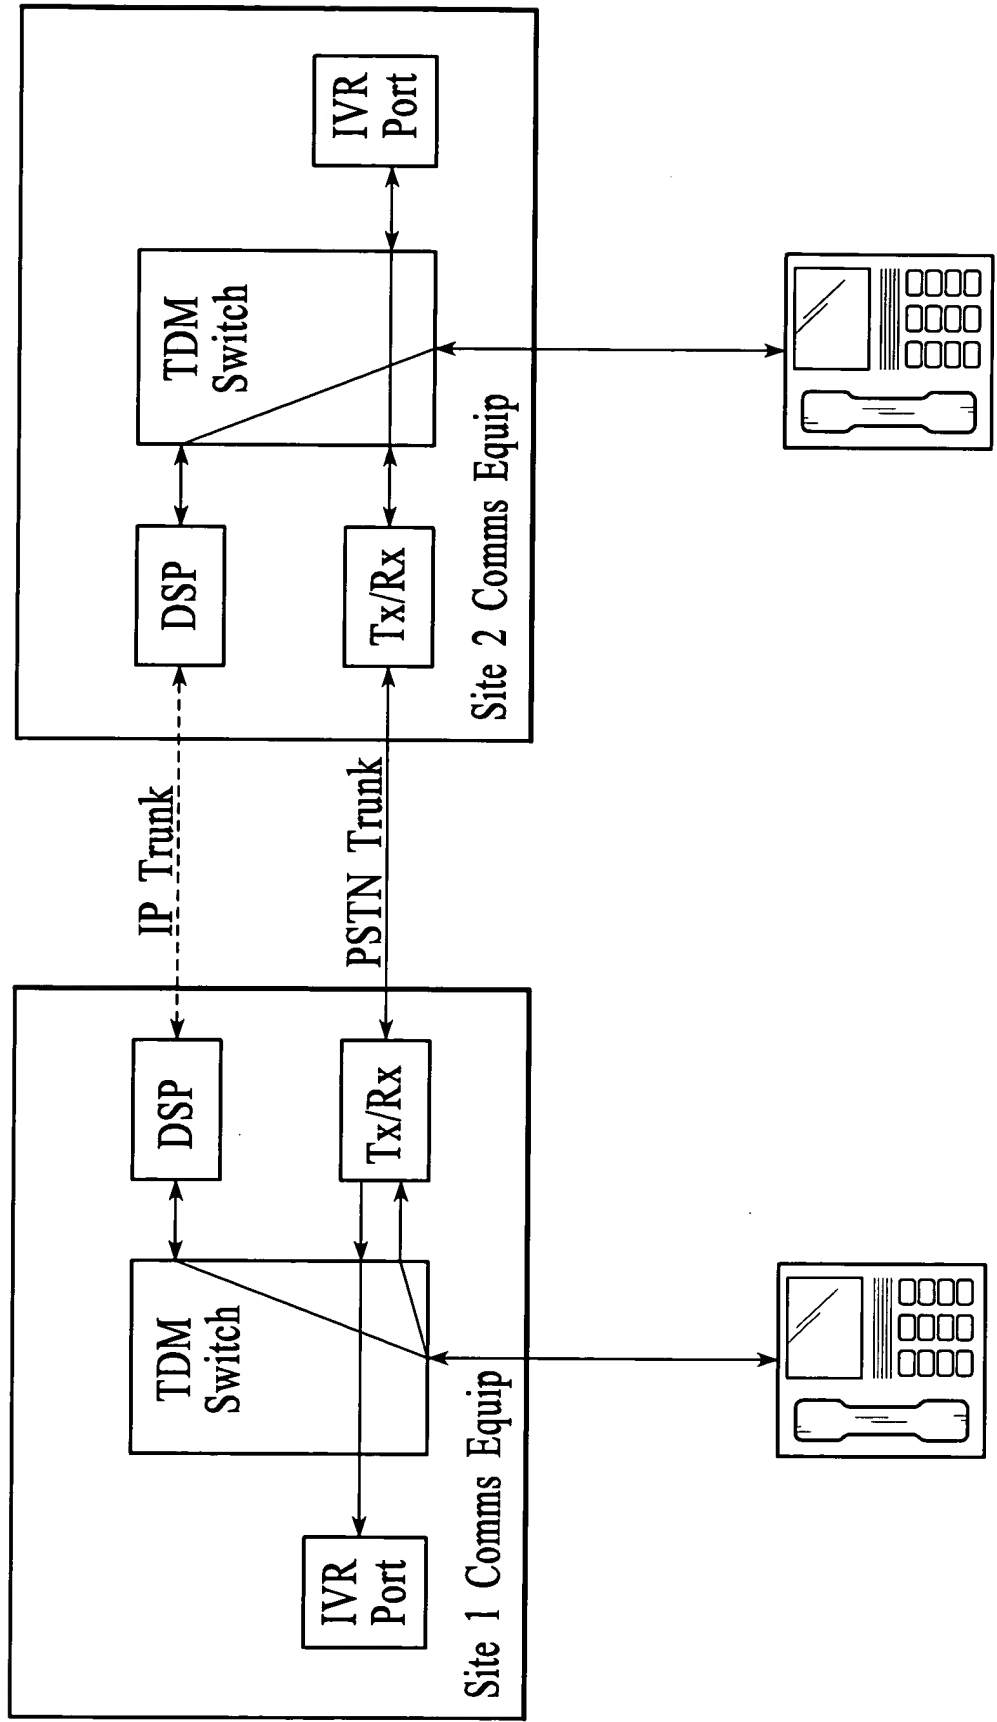 TDM
Switch
DSP
IVR
Port
Tx/Rx
Site 1 Comms Equip
IP Trunk
PSTN Trunk
DSP
TDM
Switch
Tx/Rx
IVR
Port
Site 2 Comms Equip